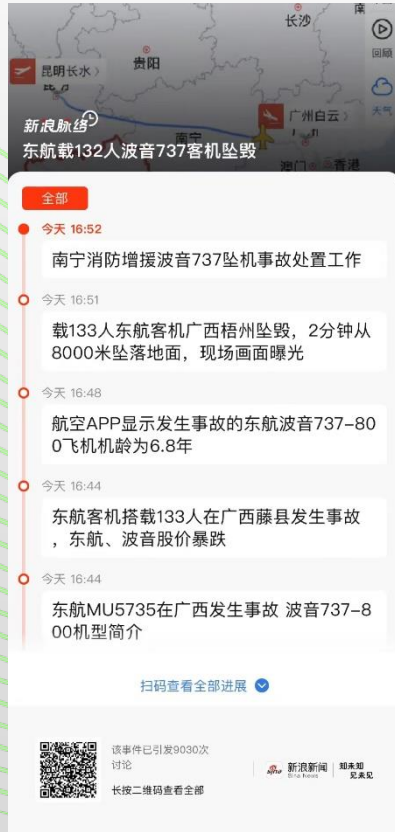 长沙
南
回顾
昆明长水
贵阳
昆明
天气
广州白云
新浪脉络
南宁
东航载132人波音737客机坠毁
澳门
香港
全部
今天 16:52
南宁消防增援波音737坠机事故处置工作
今天 16:51
载133人东航客机广西梧州坠毁，2分钟从
8000米坠落地面，现场画面曝光
今天 16:48
航空APP显示发生事故的东航波音737-80
0飞机机龄为6.8年
今天 16:44
东航客机搭载133人在广西藤县发生事故
，东航、波音股价暴跌
今天 16:44
东航MU5735在广西发生事故 波音737-8
00机型简介
扫码查看全部进展
该事件已引发9030次
讨论
长按二维码查看全部
sina 新浪新闻
Sina News
知未知
见未见